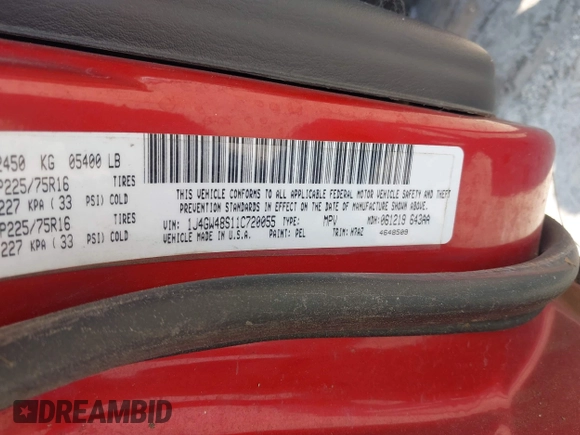 2450 KG 05400 LB
P225/75R16 TIRES
227 KPA ( 33 PSI) COLD
P225/75R16 TIRES
227 KPA ( 33 PSI) COLD
THIS VEHICLE CONFORMS TO ALL APPLICABLE FEDERAL MOTOR VEHICLE SAFETY AND THEFT
PREVENTION STANDARDS IN EFFECT ON THE DATE OF MANUFACTURE SHOWN ABOVE.
VIN: 1J4GW48S11C720055 TYPE: MPV MDH: 061219 643AA
VEHICLE MADE IN U.S.A. PAINT: PEL TRIM: H7AZ 4648509
DREAMBID